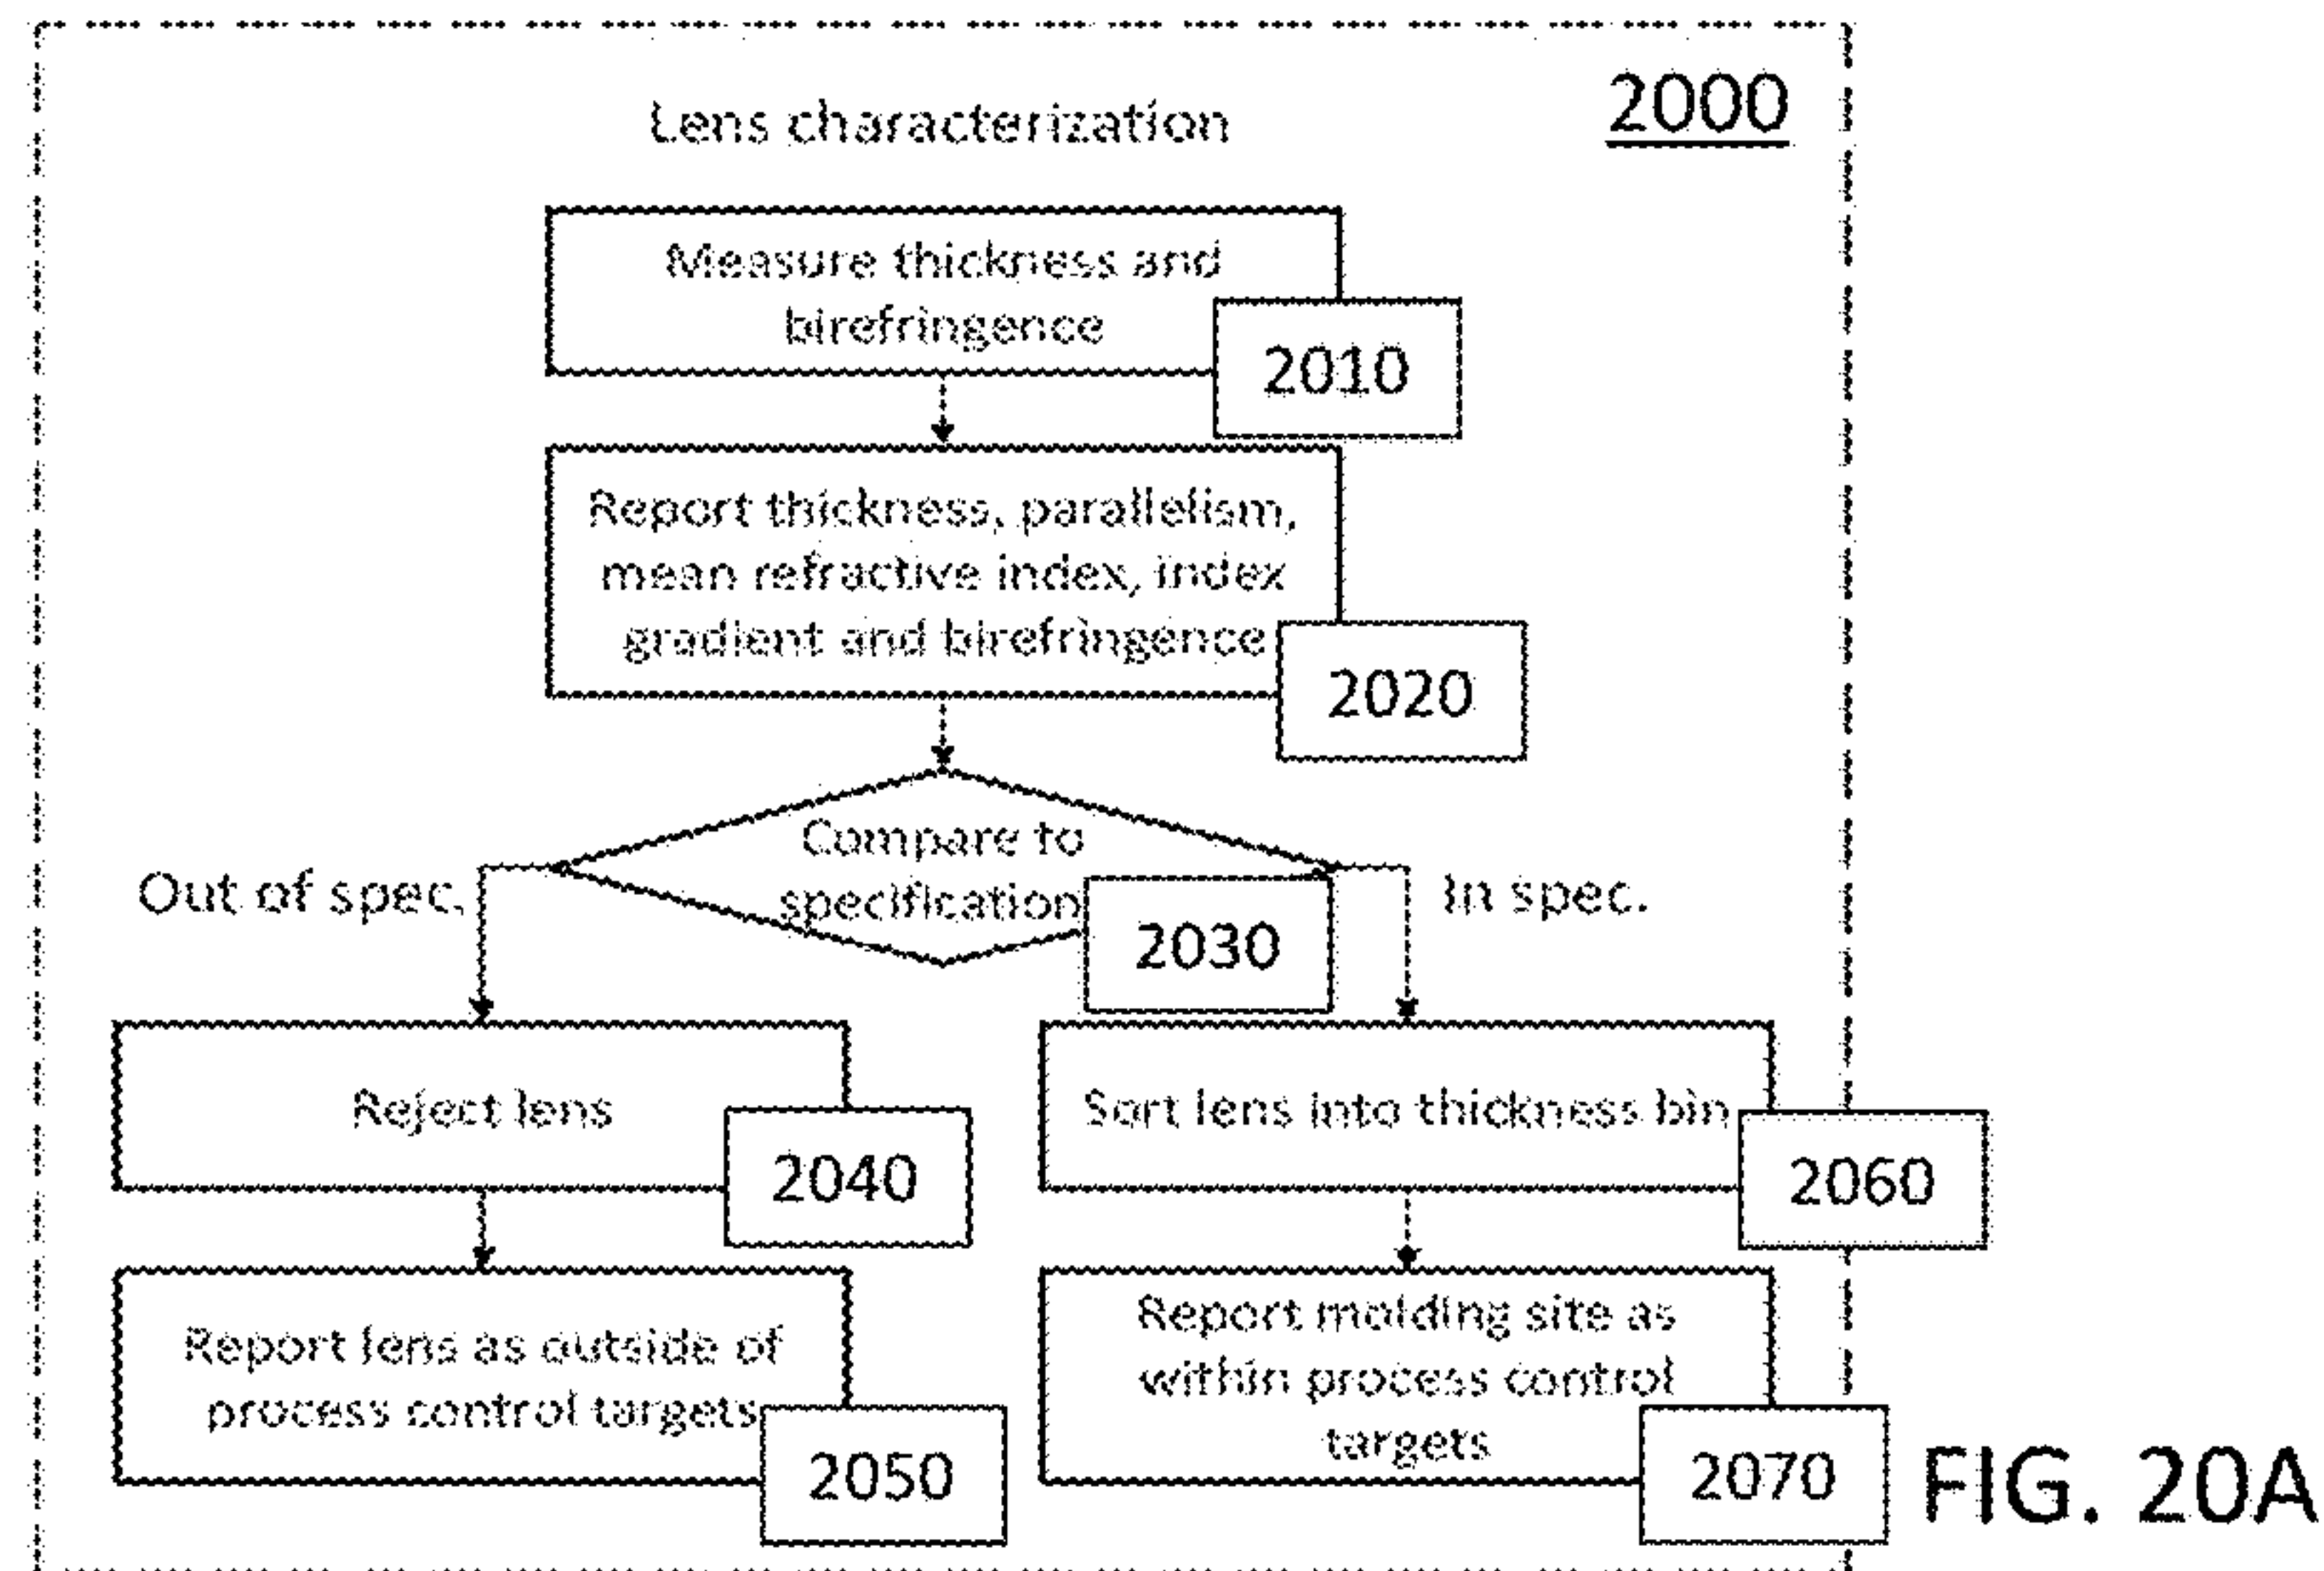 2000
Lens characterization
Measure thickness and
birefringence
2010
Report thickness, parallelism,
mean refractive index, index
gradient and birefringence
2020
Compare to
specification
2030
Out of spec.
In spec.
Reject lens
2040
Sort lens into thickness bin
2060
Report lens as outside of
process control targets
2050
Report molding site as
within process control
targets
2070
FIG. 20A